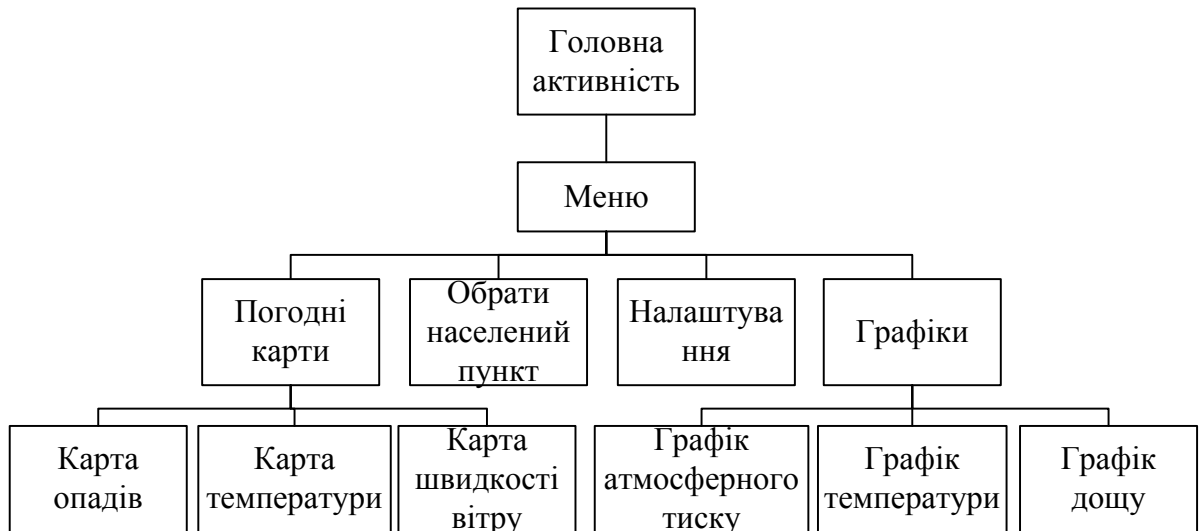 Головна
активність
Меню
Погодні
карти
Обрати
населений
пункт
Налаштува
ння
Графіки
Карта
опадів
Карта
температури
Карта
швидкості
вітру
Графік
атмосферного
тиску
Графік
температури
Графік
дощу